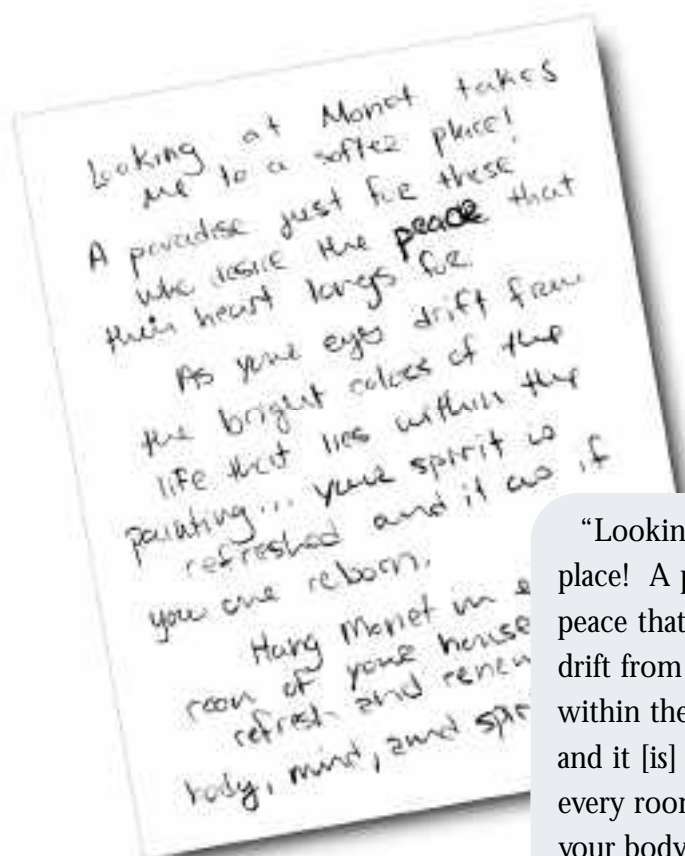 Looking at Monet takes
me to a softer place!
A paradise just for these
who desire the peace that
their heart longs for.
As your eyes drift from
the bright colors of the
life that lies within the
painting... your spirit is
refreshed and it as if
you are reborn.
Hang Monet in e
room of your house
refresh and renew
body, mind, and spir
“Lookin
place! A p
peace that
drift from
within the
and it [is]
every room
your body